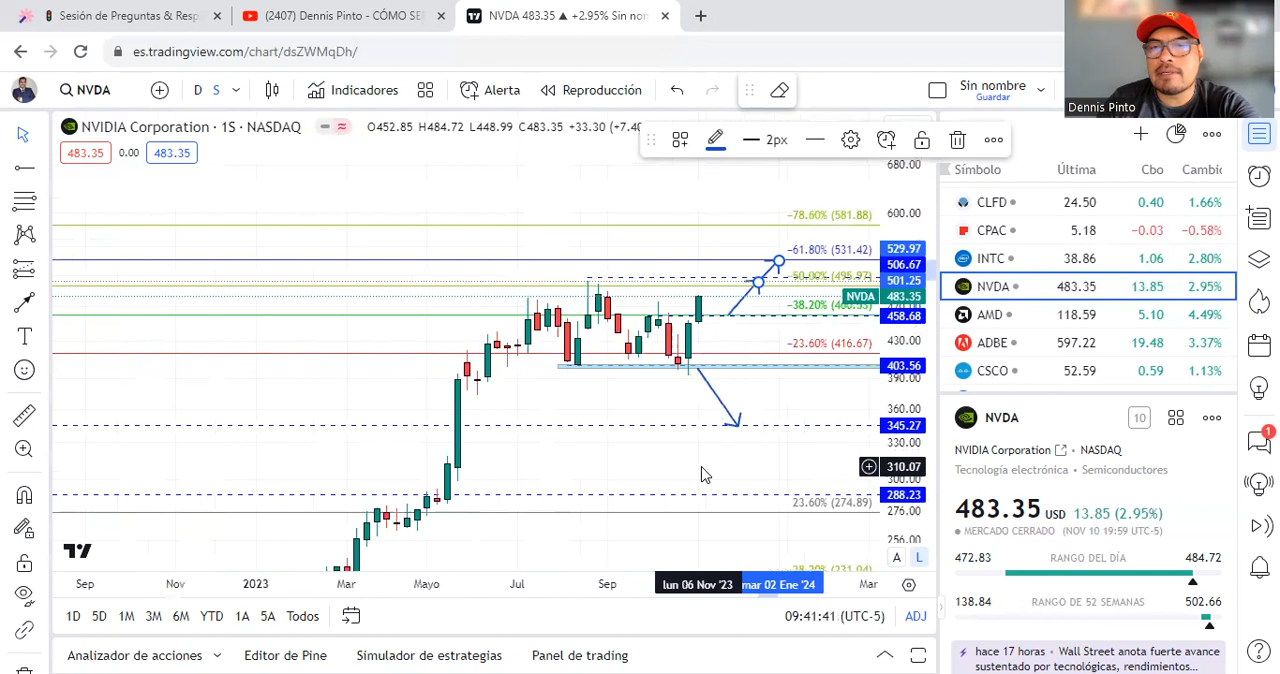 Sesión de Preguntas & Resp
(2407) Dennis Pinto - CÓMO SE
NVDA 483.35 ▲ +2.95% Sin nom
es.tradingview.com/chart/dsZWMqDh/
NVDA
D S
Indicadores
Alerta
Reproducción
Sin nombre
Guardar
Dennis Pinto
NVIDIA Corporation · 1S · NASDAQ
O452.85 H484.72 L448.99 C483.35 +33.30 (+7.40
483.35 0.00 483.35
2px
680.00
600.00
−78.60% (581.88)
−61.80% (531.42)
529.97
506.67
−50.00% (495.97)
501.25
NVDA 483.35
−38.20%
458.68
430.00
−23.60% (416.67)
403.56
390.00
360.00
345.27
330.00
310.07
300.00
288.23
23.60% (274.89)
276.00
256.00
38.20% (231.04)
A L
Sep Nov 2023 Mar Mayo Jul Sep lun 06 Nov '23 mar 02 Ene '24 Mar
1D 5D 1M 3M 6M YTD 1A 5A Todos
09:41:41 (UTC-5) ADJ
Analizador de acciones Editor de Pine Simulador de estrategias Panel de trading
Símbolo Última Cbo Cambio
CLFD 24.50 0.40 1.66%
CPAC 5.18 −0.03 −0.58%
INTC 38.86 1.06 2.80%
NVDA 483.35 13.85 2.95%
AMD 118.59 5.10 4.49%
ADBE 597.22 19.48 3.37%
CSCO 52.59 0.59 1.13%
NVDA
10
NVIDIA Corporation • NASDAQ
Tecnología electrónica • Semiconductores
483.35 USD 13.85 (2.95%)
MERCADO CERRADO (NOV 10 19:59 UTC-5)
472.83 RANGO DEL DÍA 484.72
138.84 RANGO DE 52 SEMANAS 502.66
hace 17 horas • Wall Street anota fuerte avance
sustentado por tecnológicas, rendimientos...
1